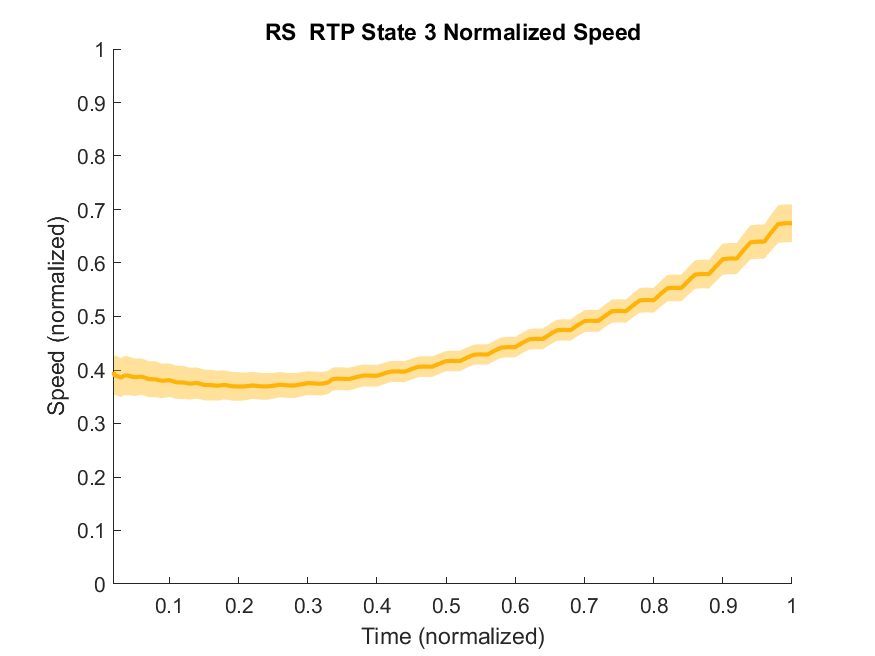 RS  RTP State 3 Normalized Speed
1
0.9
0.8
0.7
0.6
0.5
0.4
0.3
0.2
0.1
0
Speed (normalized)
0.1 0.2 0.3 0.4 0.5 0.6 0.7 0.8 0.9 1
Time (normalized)